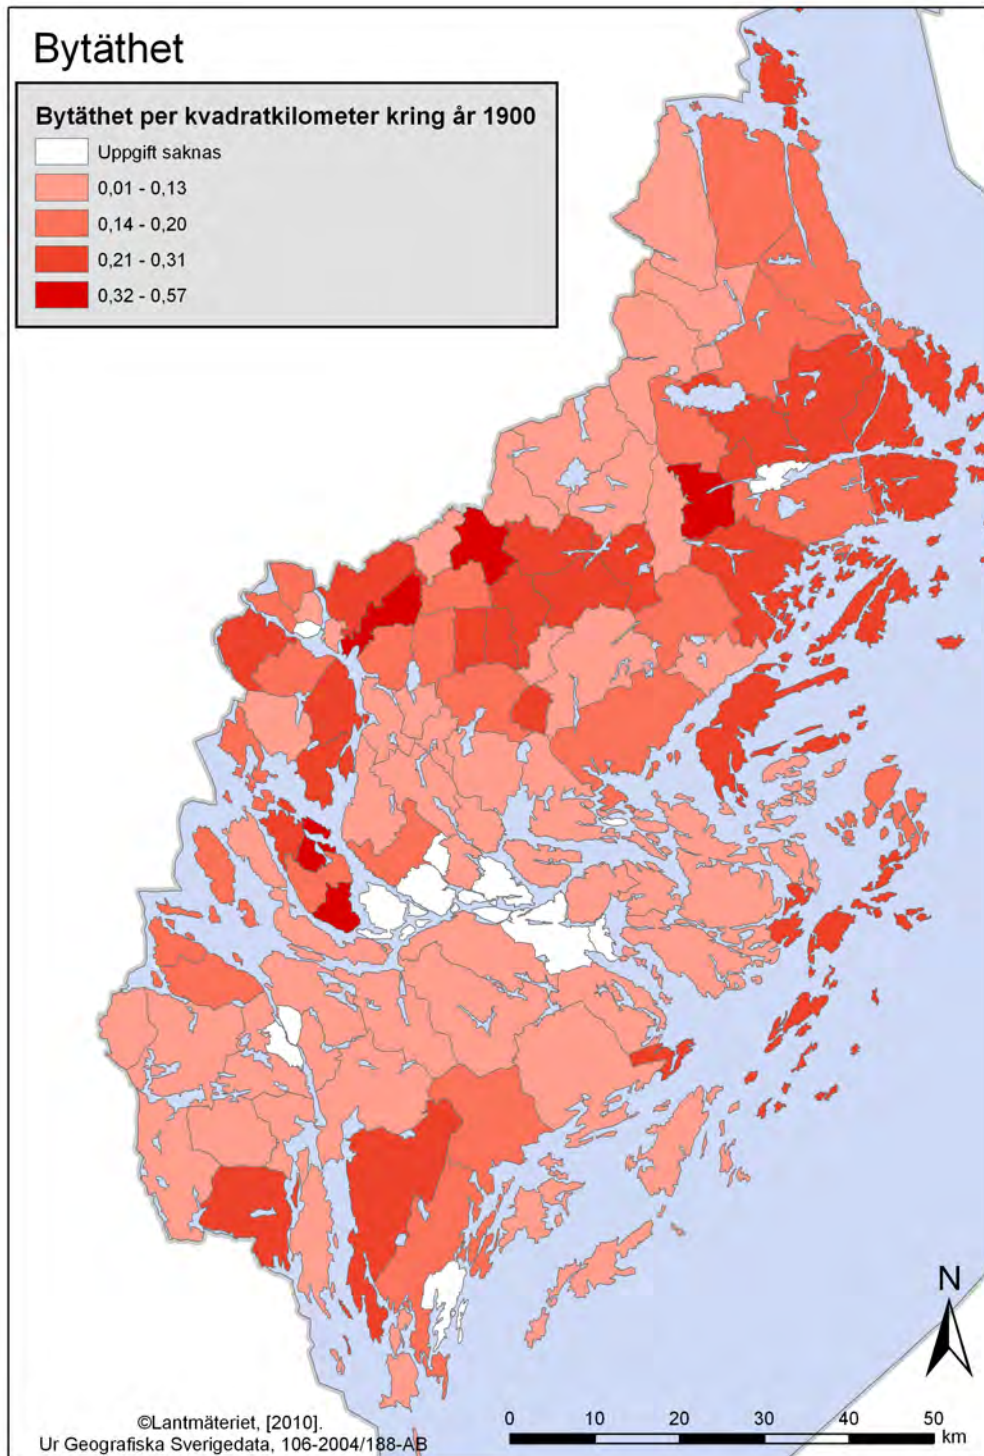 Bytäthet
Bytäthet per kvadratkilometer kring år 1900
Uppgift saknas
0,01 - 0,13
0,14 - 0,20
0,21 - 0,31
0,32 - 0,57
N
©Lantmäteriet, [2010].
Ur Geografiska Sverigedata, 106-2004/188-AB
0 10 20 30 40 50
km